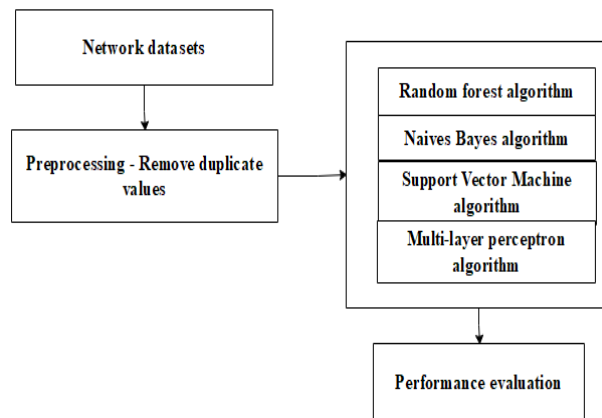 Network datasets
Preprocessing - Remove duplicate
values
Random forest algorithm
Naives Bayes algorithm
Support Vector Machine
algorithm
Multi-layer perceptron
algorithm
Performance evaluation